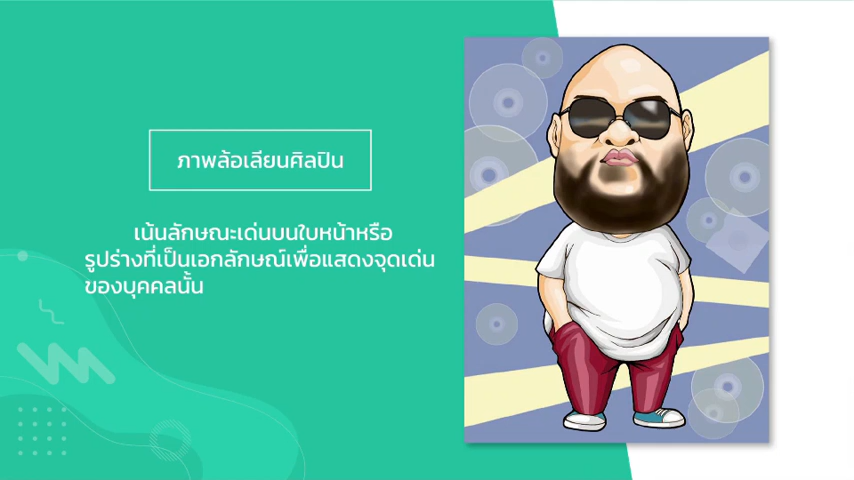 ภาพล้อเลียนศิลปิน
เน้นลักษณะเด่นบนใบหน้าหรือ
รูปร่างที่เป็นเอกลักษณ์เพื่อแสดงจุดเด่น
ของบุคคลนั้น